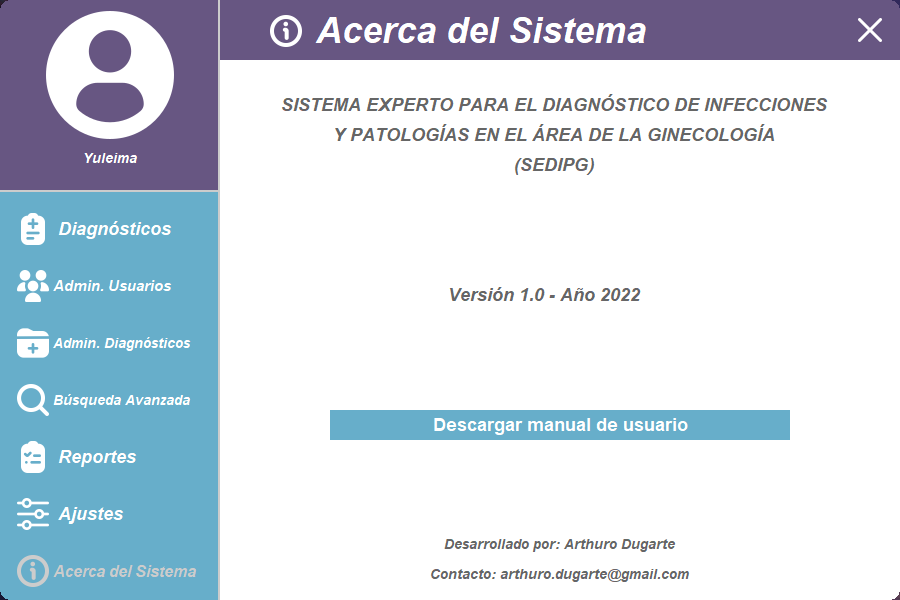 Yuleima
Diagnósticos
Admin. Usuarios
Admin. Diagnósticos
Búsqueda Avanzada
Reportes
Ajustes
Acerca del Sistema
Acerca del Sistema
SISTEMA EXPERTO PARA EL DIAGNÓSTICO DE INFECCIONES
Y PATOLOGÍAS EN EL ÁREA DE LA GINECOLOGÍA
(SEDIPG)
Versión 1.0 - Año 2022
Descargar manual de usuario
Desarrollado por: Arthuro Dugarte
Contacto: arthuro.dugarte@gmail.com